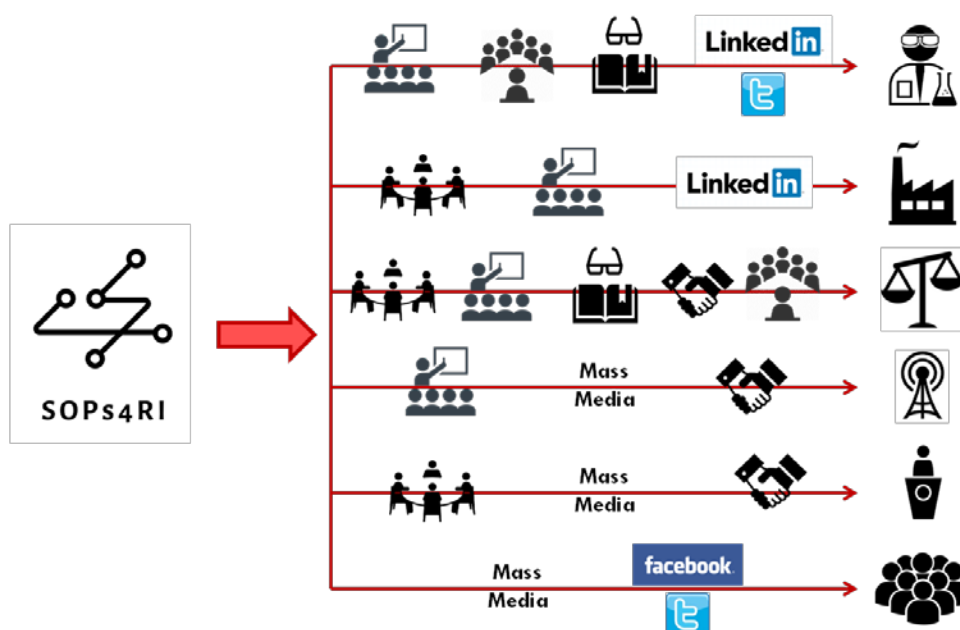 Linked in
t
Linked in
SOPs4RI
Mass
Media
Mass
Media
facebook
Mass
Media
t